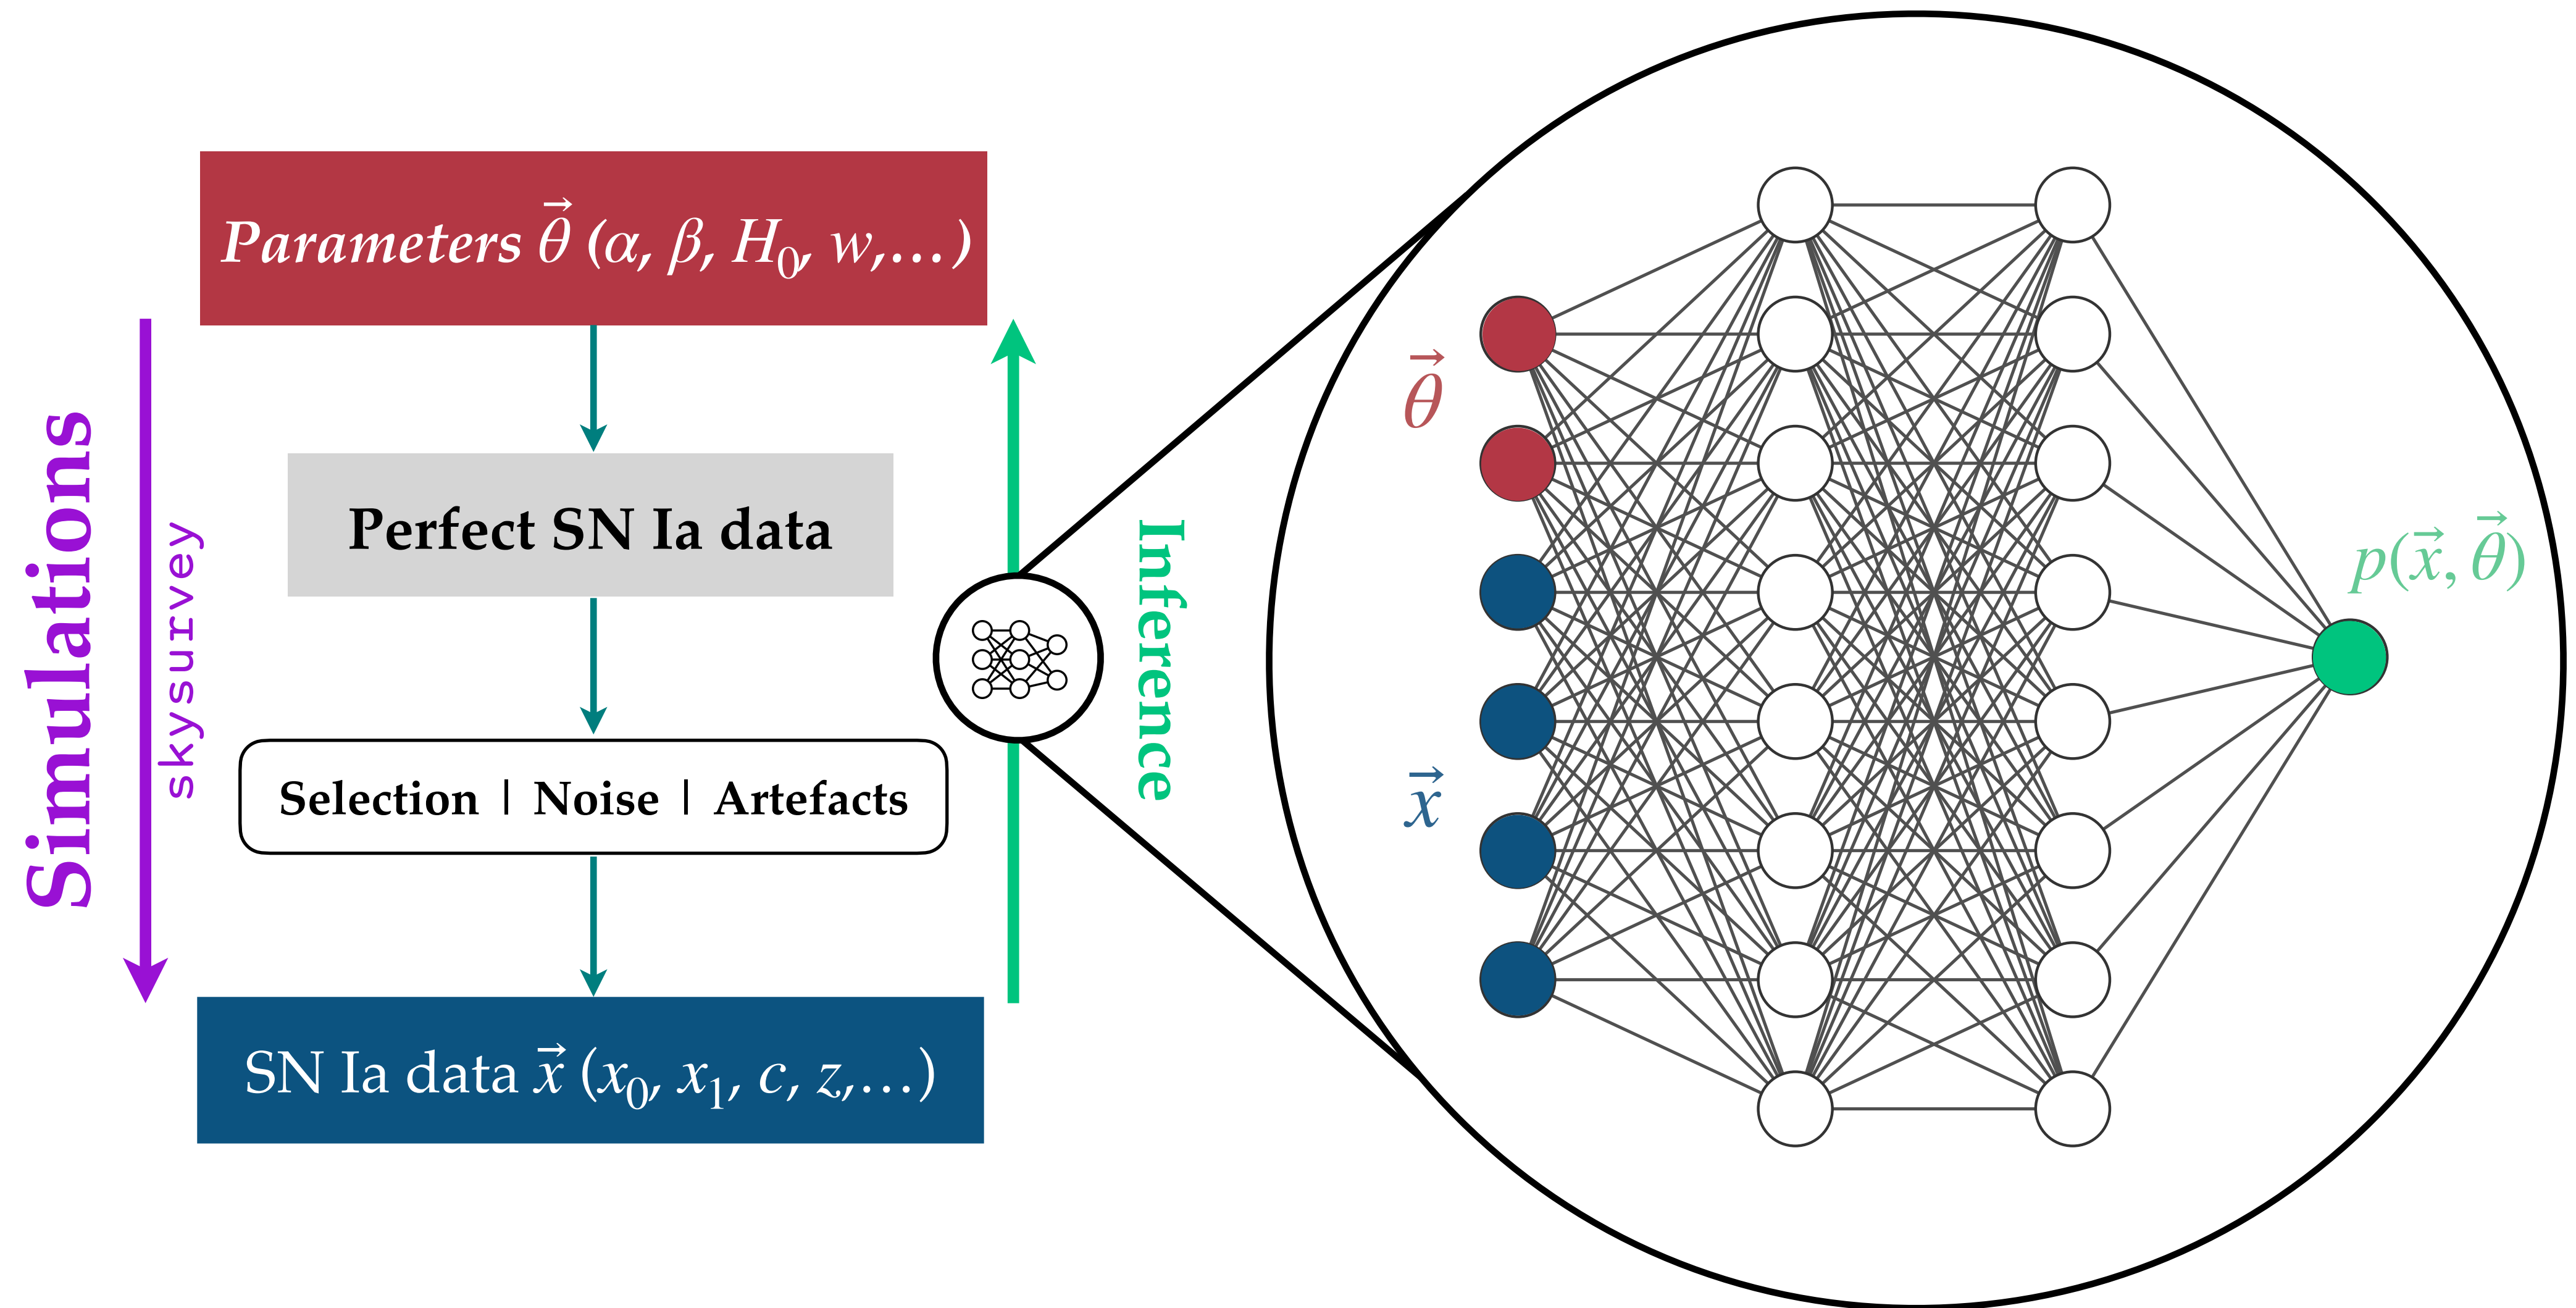 Simulations
skysurvey
Parameters θ⃗ (α, β, H₀, w,…)
Perfect SN Ia data
Selection | Noise | Artefacts
SN Ia data x⃗ (x₀, x₁, c, z,…)
Inference
θ⃗
x⃗
p(x⃗, θ⃗)